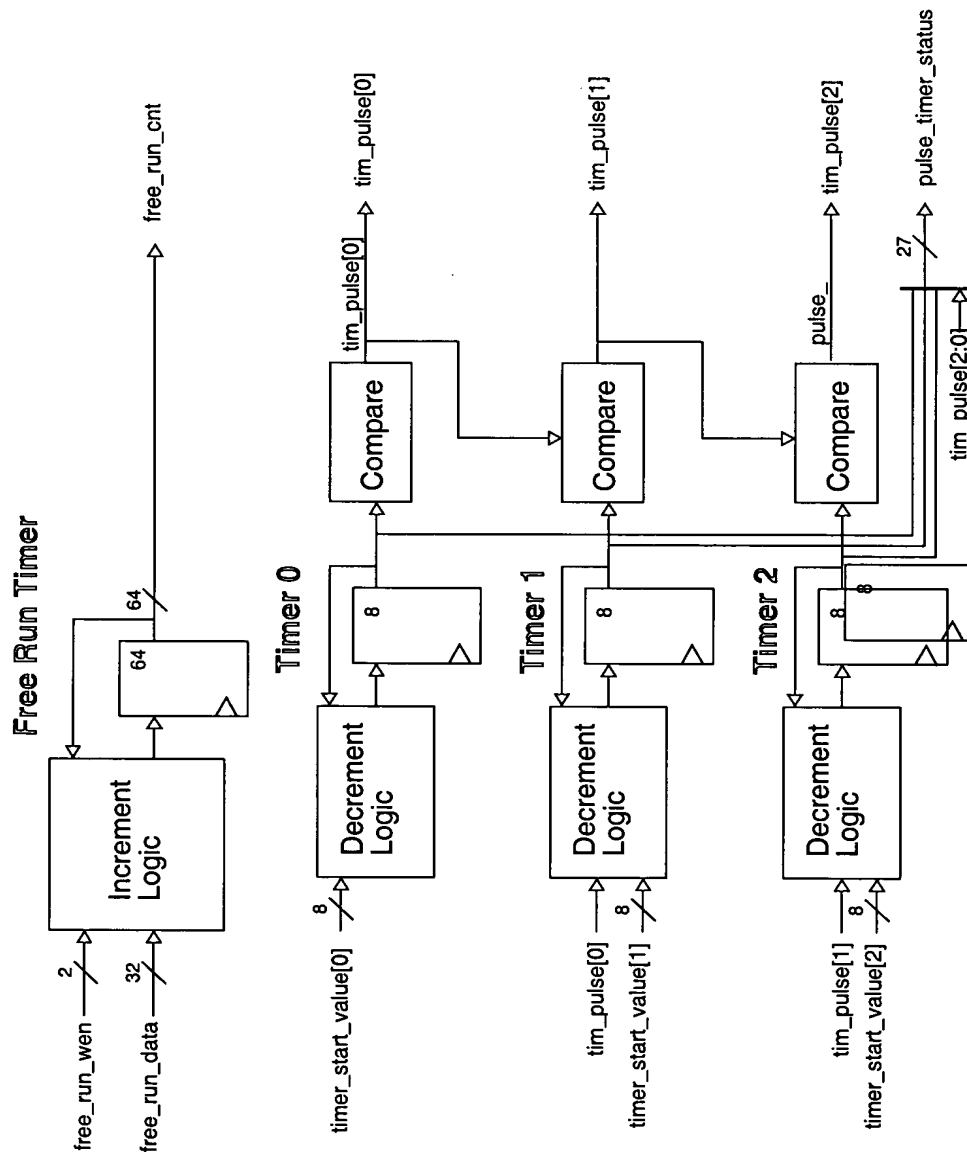 Free Run Timer
free_run_wen
2
free_run_data
32
Increment
Logic
64
64
free_run_cnt
Timer 0
timer_start_value[0]
8
Decrement
Logic
8
Compare
tim_pulse[0]
tim_pulse[0]
Timer 1
tim_pulse[0]
timer_start_value[1]
8
Decrement
Logic
8
Compare
tim_pulse[1]
Timer 2
tim_pulse[1]
timer_start_value[2]
8
Decrement
Logic
8
8
Compare
pulse_
tim_pulse[2]
27
pulse_timer_status
tim_pulse[2:0]